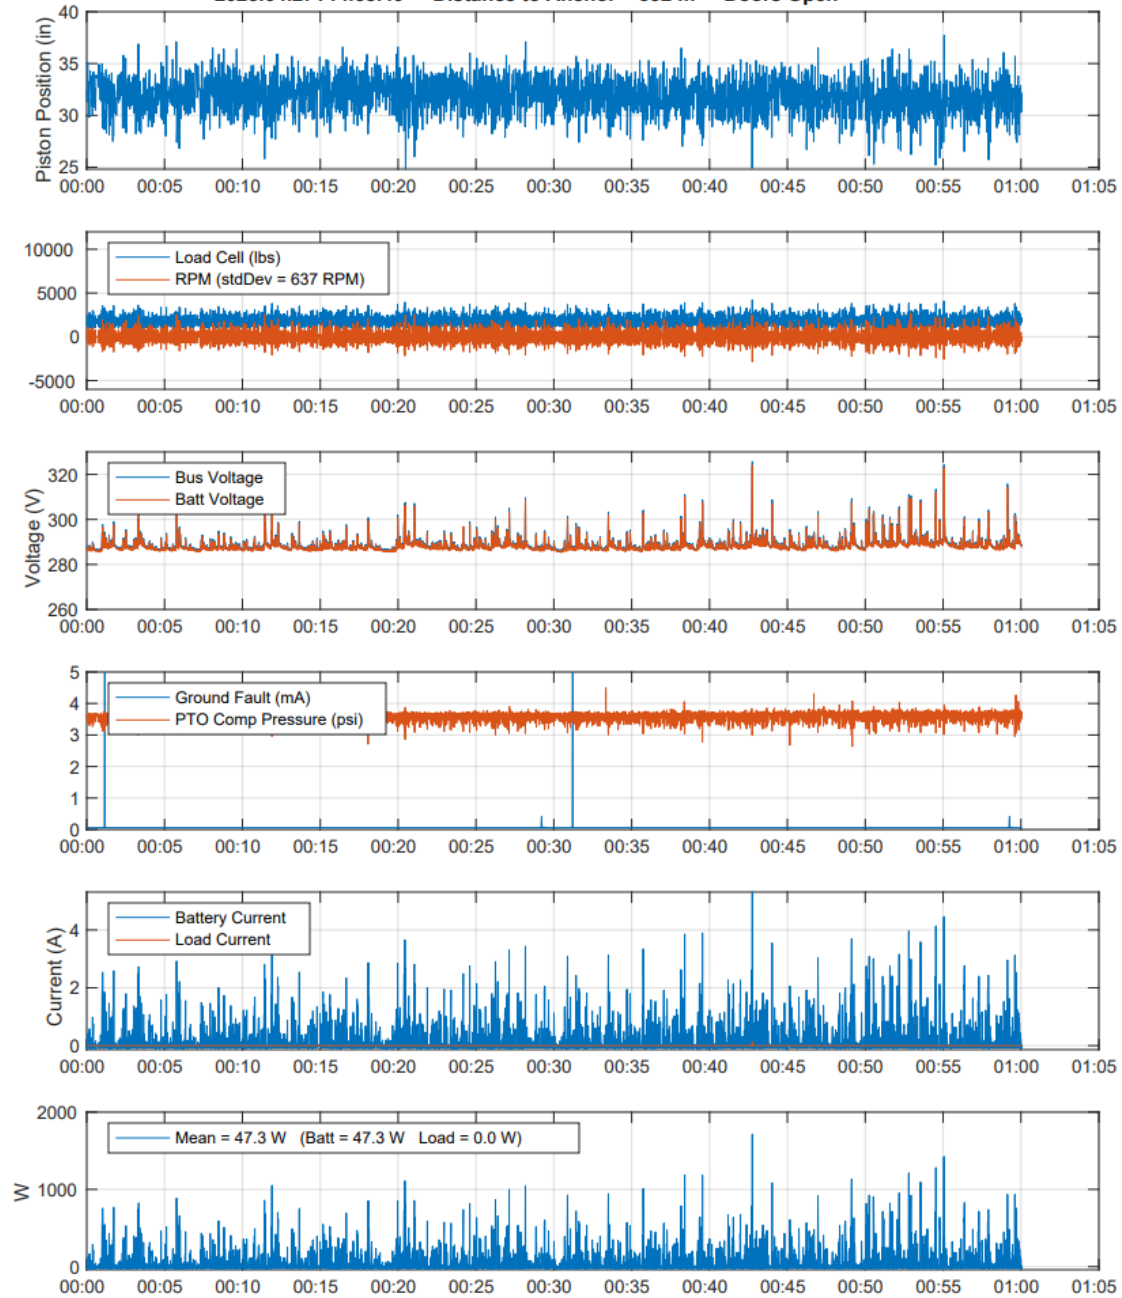 Piston Position (in)
40
35
30
25
00:00 00:05 00:10 00:15 00:20 00:25 00:30 00:35 00:40 00:45 00:50 00:55 01:00 01:05
10000
5000
0
-5000
Load Cell (lbs)
RPM (stdDev = 637 RPM)
00:00 00:05 00:10 00:15 00:20 00:25 00:30 00:35 00:40 00:45 00:50 00:55 01:00 01:05
Voltage (V)
320
300
280
260
Bus Voltage
Batt Voltage
00:00 00:05 00:10 00:15 00:20 00:25 00:30 00:35 00:40 00:45 00:50 00:55 01:00 01:05
5
4
3
2
1
0
Ground Fault (mA)
PTO Comp Pressure (psi)
00:00 00:05 00:10 00:15 00:20 00:25 00:30 00:35 00:40 00:45 00:50 00:55 01:00 01:05
Current (A)
4
2
0
Battery Current
Load Current
00:00 00:05 00:10 00:15 00:20 00:25 00:30 00:35 00:40 00:45 00:50 00:55 01:00 01:05
W
2000
1000
0
Mean = 47.3 W (Batt = 47.3 W Load = 0.0 W)
00:00 00:05 00:10 00:15 00:20 00:25 00:30 00:35 00:40 00:45 00:50 00:55 01:00 01:05